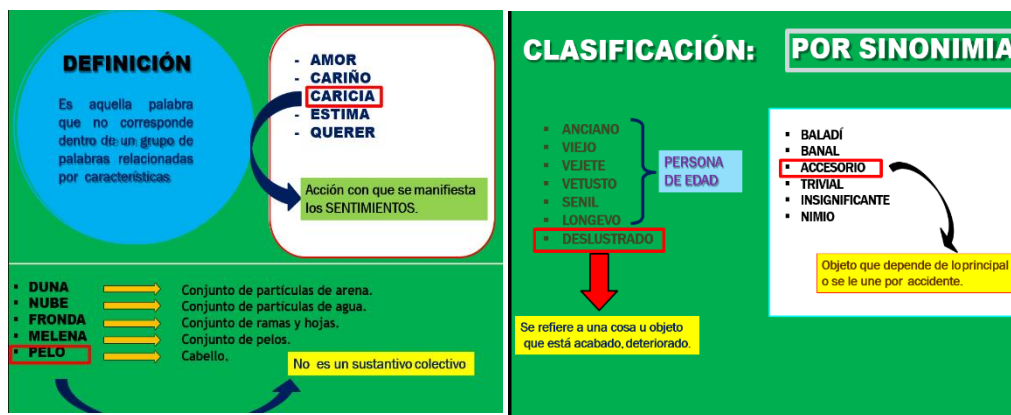 DEFINICIÓN
Es aquella palabra
que no corresponde
dentro de un grupo de
palabras relacionadas
por características
- AMOR
- CARIÑO
- CARICIA
- ESTIMA
- QUERER
Acción con que se manifiesta
los SENTIMIENTOS.
▪ DUNA Conjunto de partículas de arena.
▪ NUBE Conjunto de partículas de agua.
▪ FRONDA Conjunto de ramas y hojas.
▪ MELENA Conjunto de pelos.
▪ PELO Cabello.
No es un sustantivo colectivo
CLASIFICACIÓN:
POR SINONIMIA
▪ ANCIANO
▪ VIEJO
▪ VEJETE
▪ VETUSTO
▪ SENIL
▪ LONGEVO
▪ DESLUSTRADO
PERSONA
DE EDAD
Se refiere a una cosa u objeto
que está acabado, deteriorado.
▪ BALADÍ
▪ BANAL
▪ ACCESORIO
▪ TRIVIAL
▪ INSIGNIFICANTE
▪ NIMIO
Objeto que depende de lo principal
o se le une por accidente.